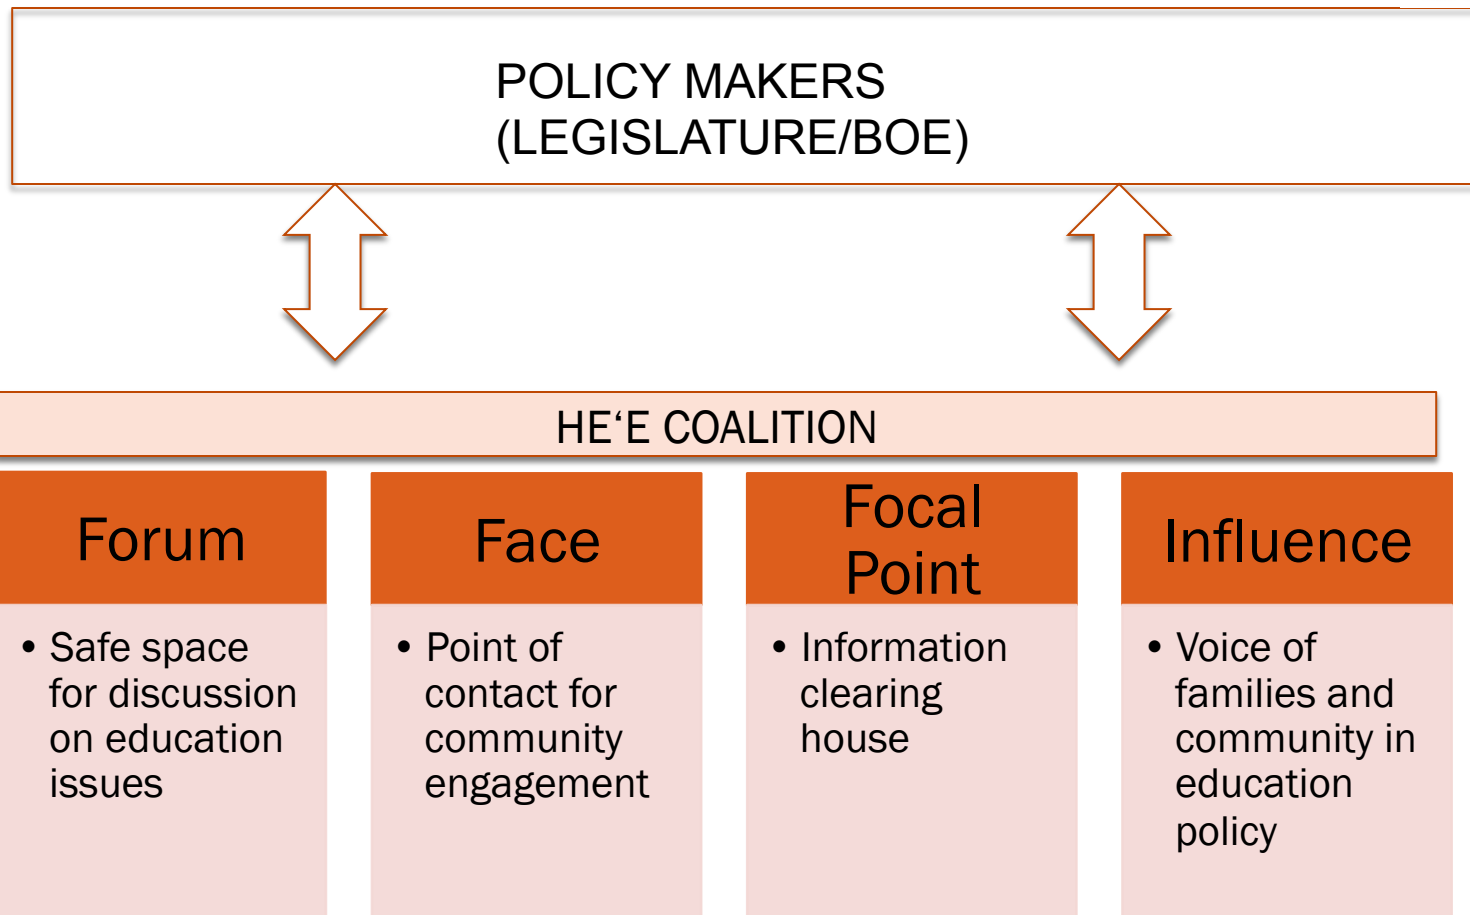 POLICY MAKERS
(LEGISLATURE/BOE)
HE‘E COALITION
Forum
• Safe space
for discussion
on education
issues
Face
• Point of
contact for
community
engagement
Focal
Point
• Information
clearing
house
Influence
• Voice of
families and
community in
education
policy